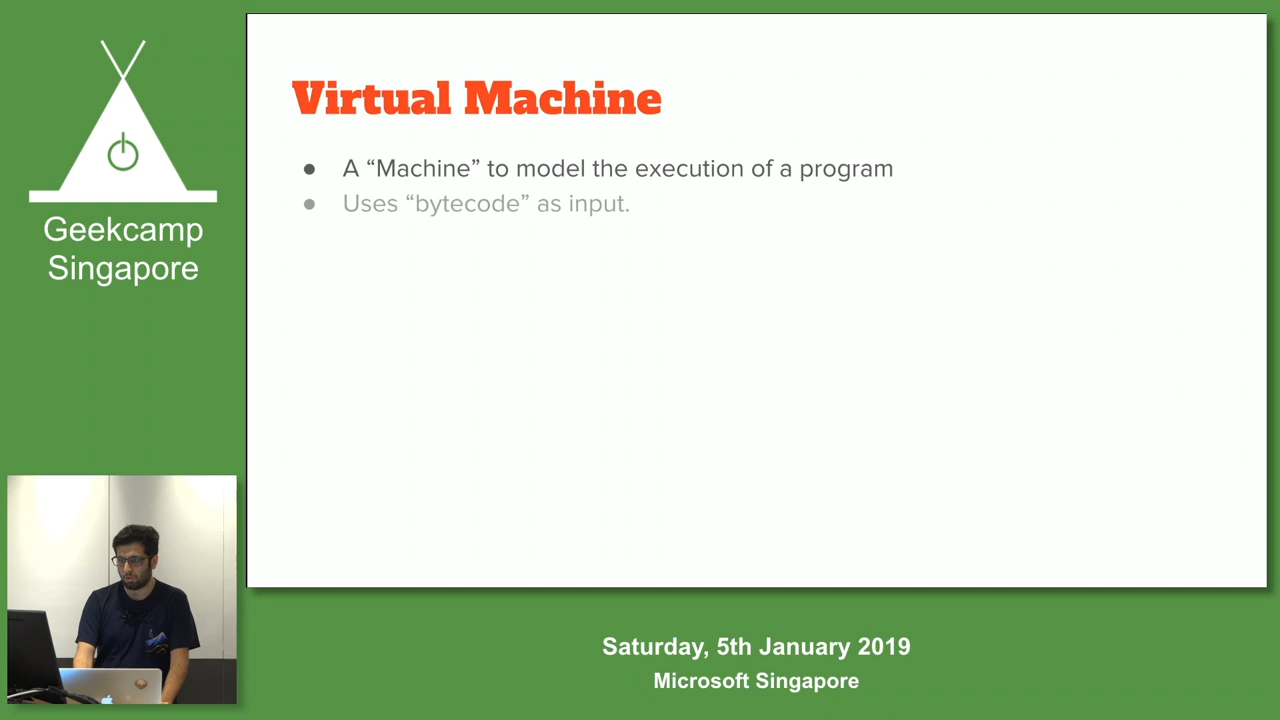 Geekcamp
Singapore
Virtual Machine
● A “Machine” to model the execution of a program
● Uses “bytecode” as input.
Saturday, 5th January 2019
Microsoft Singapore